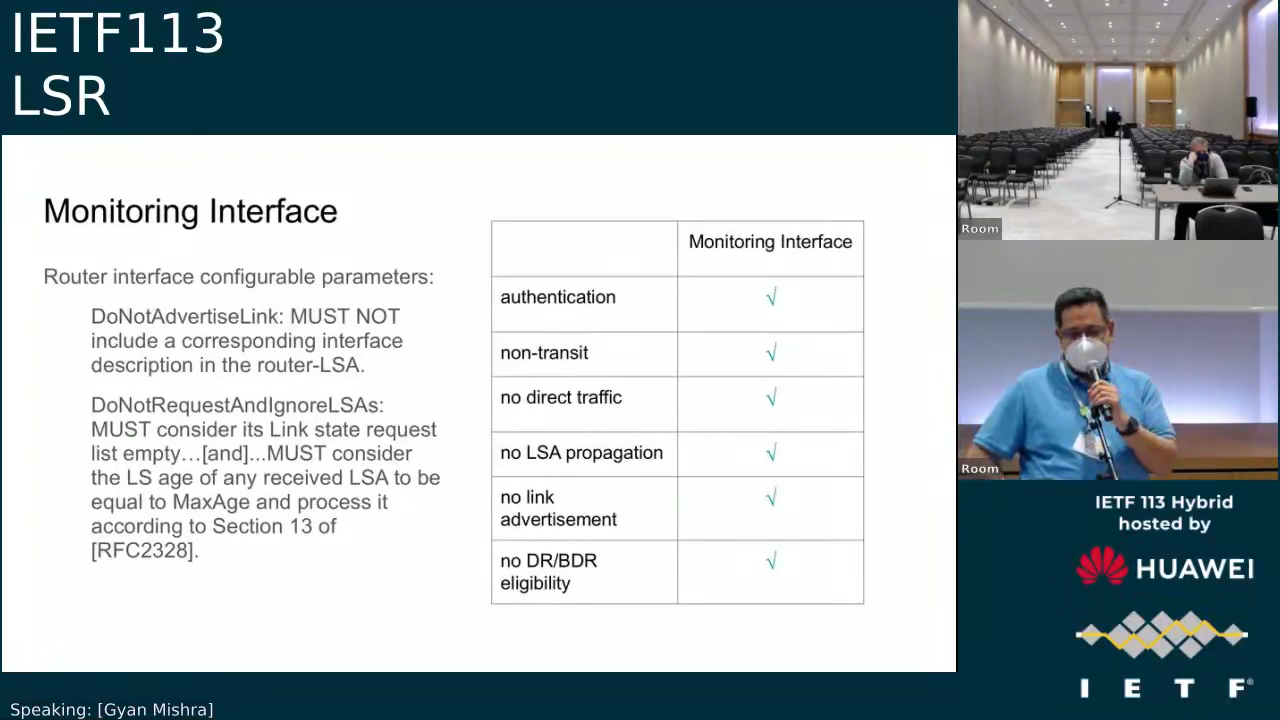 IETF113
LSR
Monitoring Interface
Router interface configurable parameters:
DoNotAdvertiseLink: MUST NOT
include a corresponding interface
description in the router-LSA.
DoNotRequestAndIgnoreLSAs:
MUST consider its Link state request
list empty…[and]...MUST consider
the LS age of any received LSA to be
equal to MaxAge and process it
according to Section 13 of
[RFC2328].
Monitoring Interface
authentication √
non-transit √
no direct traffic √
no LSA propagation √
no link
advertisement √
no DR/BDR
eligibility √
Room
Room
IETF 113 Hybrid
hosted by
HUAWEI
I E T F®
Speaking: [Gyan Mishra]